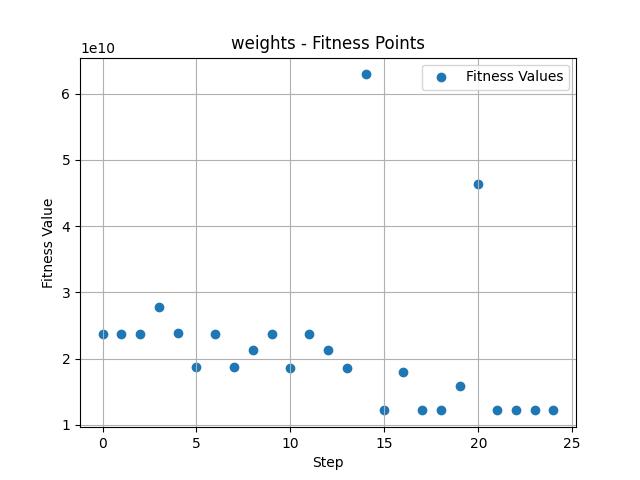 weights - Fitness Points
1e10
Fitness Values
6
5
4
3
2
1
Fitness Value
0 5 10 15 20 25
Step